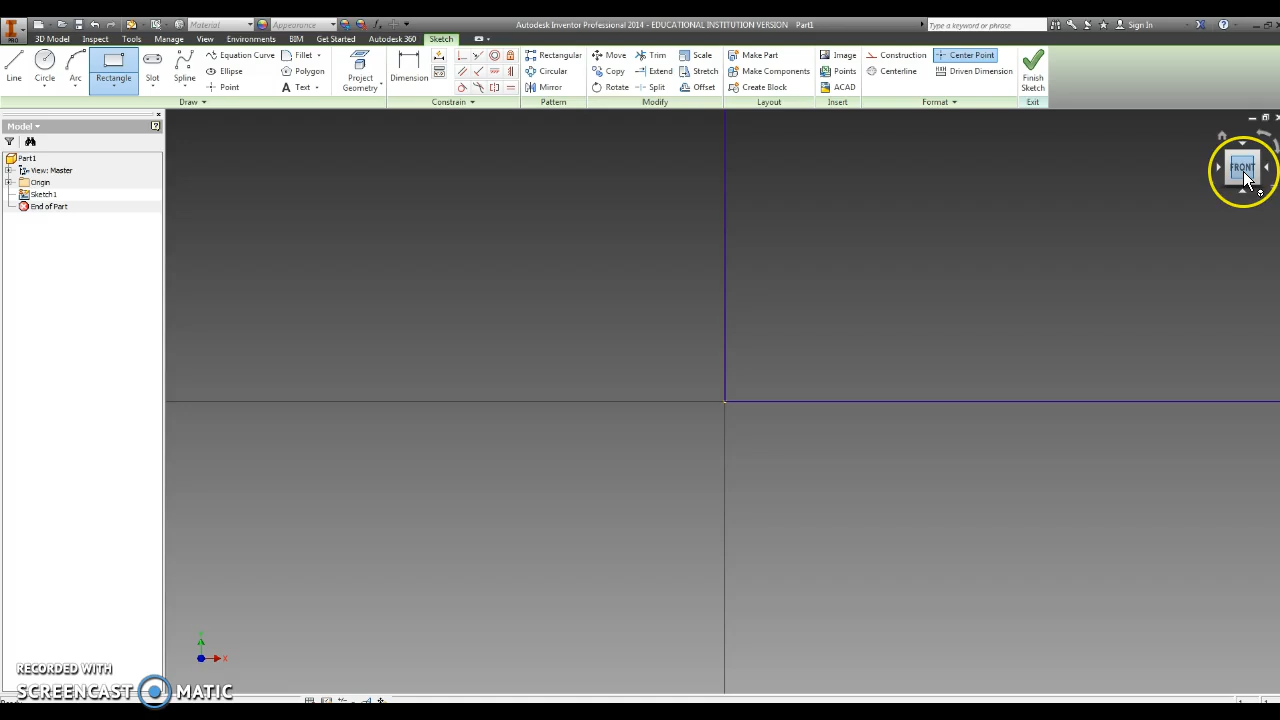 Material Appearance Autodesk Inventor Professional 2014 - EDUCATIONAL INSTITUTION VERSION Part1 Type a keyword or phrase Sign In
PRO 3D Model Inspect Tools Manage View Environments BIM Get Started Autodesk 360 Sketch
Line Circle Arc Rectangle Slot Spline Equation Curve Fillet Project Geometry Dimension Rectangular Move Trim Scale Make Part Image Construction Center Point Finish Sketch
Ellipse Polygon Circular Copy Extend Stretch Make Components Points Centerline Driven Dimension
Point Text Mirror Rotate Split Offset Create Block ACAD
Draw Constrain Pattern Modify Layout Insert Format Exit
Model
Part1
View: Master
Origin
Sketch1
End of Part
FRONT
X
RECORDED WITH
SCREENCAST MATIC